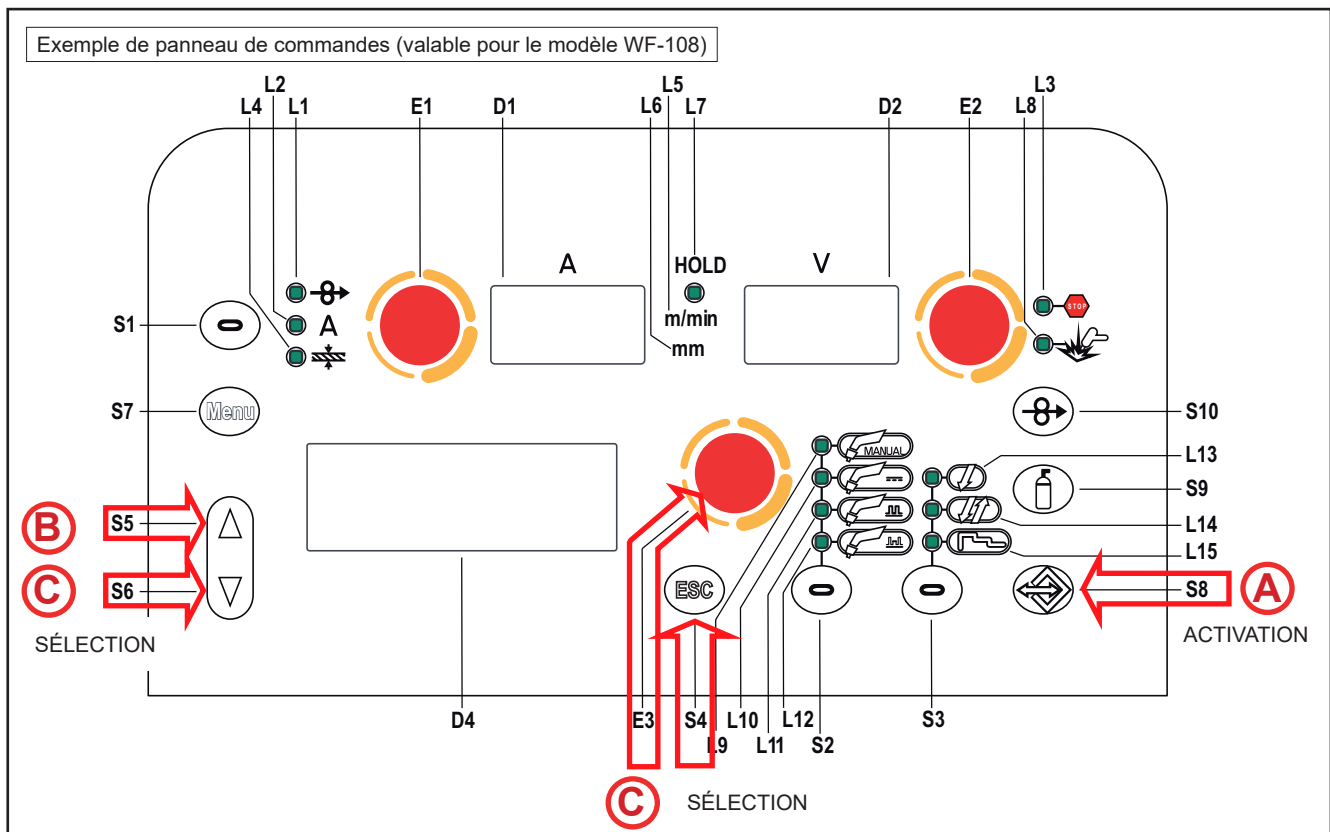 Exemple de panneau de commandes (valable pour le modèle WF-108)
L2 L5 L3
L4 L1 E1 D1 L6 L7 D2 E2 L8
A HOLD V
STOP
S1 A m/min
mm
S7 Menu S10
MANUAL
L13
S9
B S5
L14
L15
C S6 ESC S8 A
SÉLECTION ACTIVATION
D4 E3 S4 L10 L12 S3
L9 L11 S2
C SÉLECTION